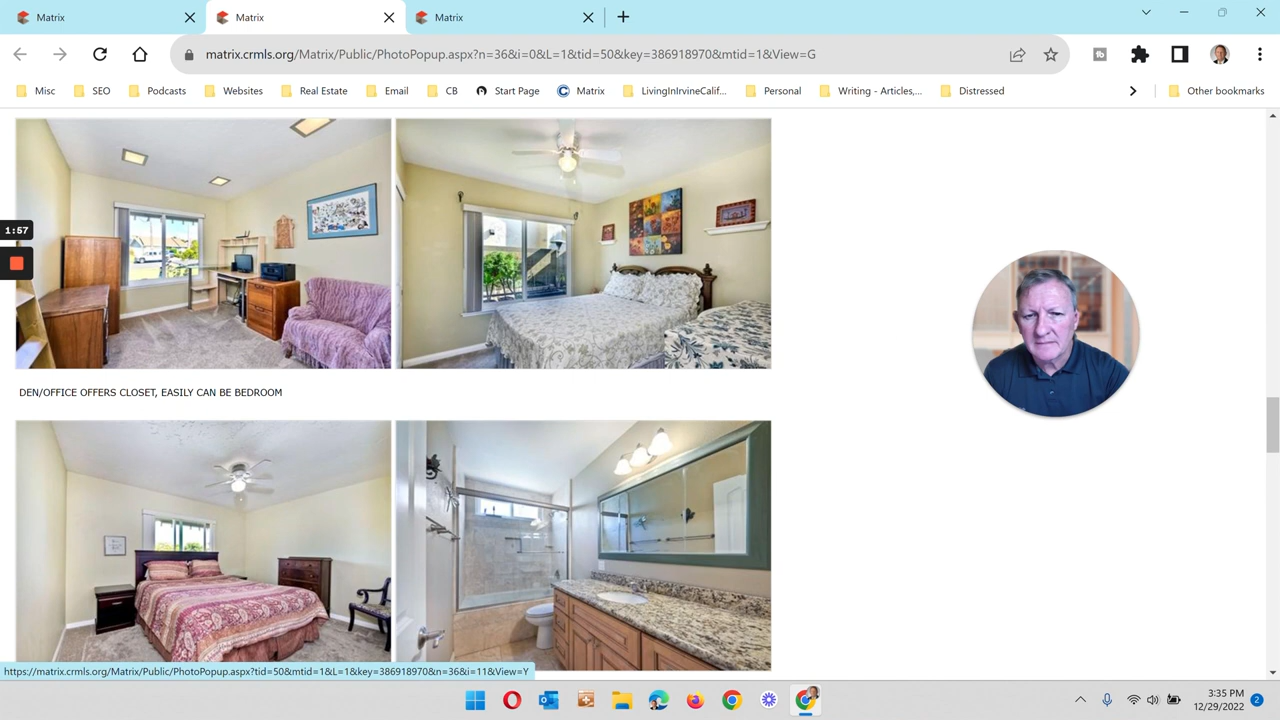 Matrix
Matrix
Matrix
matrix.crmls.org/Matrix/Public/PhotoPopup.aspx?n=36&i=0&L=1&tid=50&key=386918970&mtid=1&View=G
Misc
SEO
Podcasts
Websites
Real Estate
Email
CB
Start Page
Matrix
LivingInIrvineCalif...
Personal
Writing - Articles,...
Distressed
Other bookmarks
1:57
DEN/OFFICE OFFERS CLOSET, EASILY CAN BE BEDROOM
https://matrix.crmls.org/Matrix/Public/PhotoPopup.aspx?tid=50&mtid=1&L=1&key=386918970&n=36&i=11&View=Y
3:35 PM
12/29/2022
2